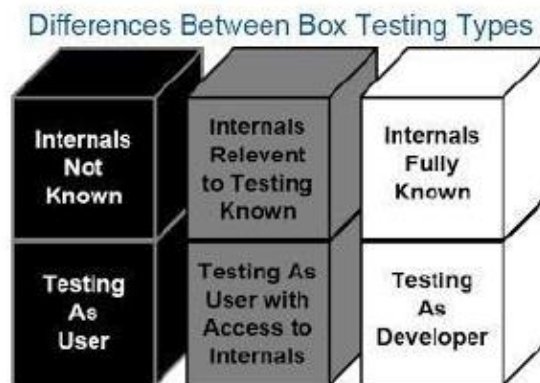 Differences Between Box Testing Types
Internals
Not
Known
Internals
Relevent
to Testing
Known
Internals
Fully
Known
Testing
As
User
Testing As
User with
Access to
Internals
Testing
As
Developer